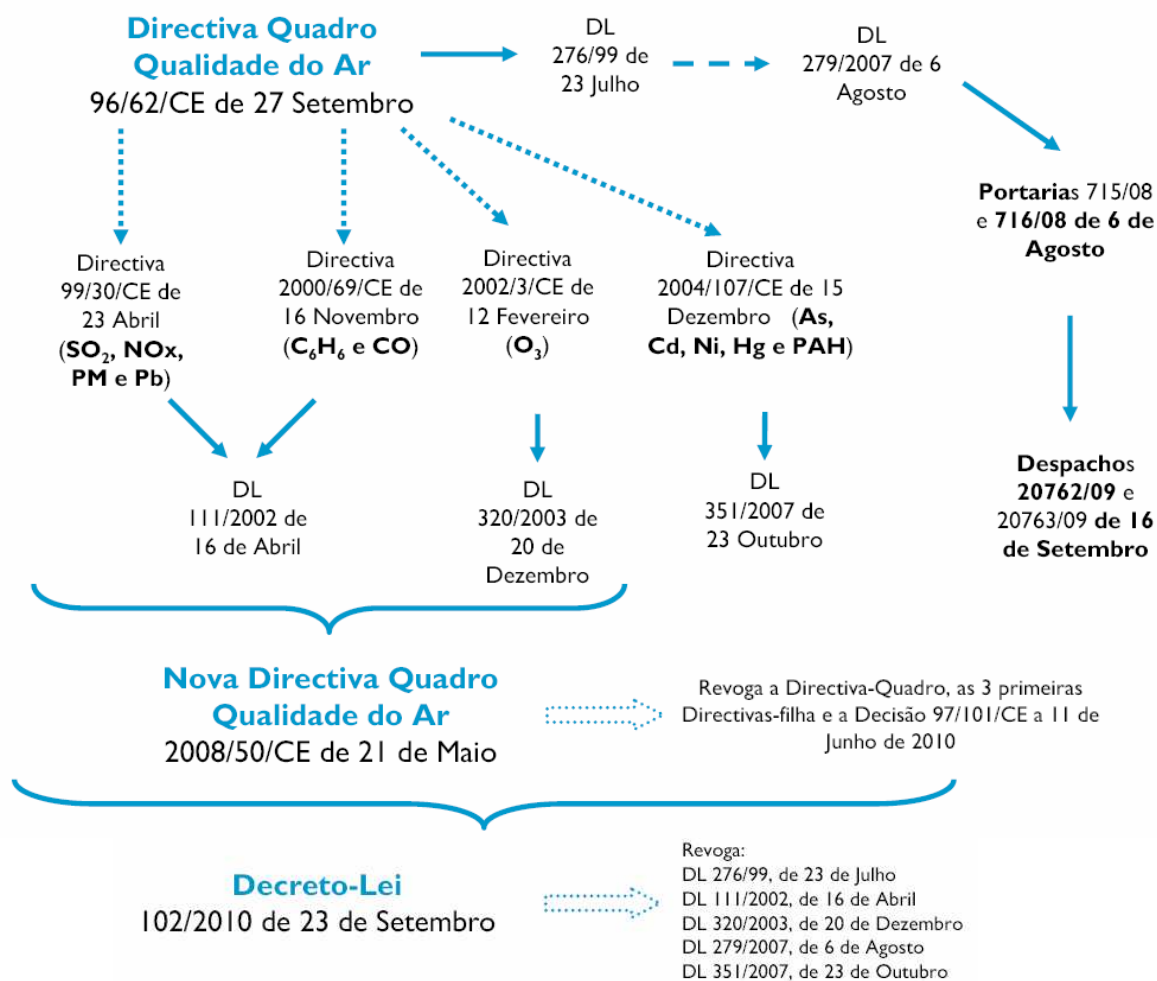 Directiva Quadro
Qualidade do Ar
96/62/CE de 27 Setembro
DL
276/99 de
23 Julho
DL
279/2007 de 6
Agosto
Portarias 715/08
e 716/08 de 6 de
Agosto
Directiva
99/30/CE de
23 Abril
(SO₂, NOx,
PM e Pb)
Directiva
2000/69/CE de
16 Novembro
(C₆H₆ e CO)
Directiva
2002/3/CE de
12 Fevereiro
(O₃)
Directiva
2004/107/CE de 15
Dezembro (As,
Cd, Ni, Hg e PAH)
DL
111/2002 de
16 de Abril
DL
320/2003 de
20 de
Dezembro
DL
351/2007 de
23 Outubro
Despachos
20762/09 e
20763/09 de 16
de Setembro
Nova Directiva Quadro
Qualidade do Ar
2008/50/CE de 21 de Maio
Revoga a Directiva-Quadro, as 3 primeiras
Directivas-filha e a Decisão 97/101/CE a 11 de
Junho de 2010
Decreto-Lei
102/2010 de 23 de Setembro
Revoga:
DL 276/99, de 23 de Julho
DL 111/2002, de 16 de Abril
DL 320/2003, de 20 de Dezembro
DL 279/2007, de 6 de Agosto
DL 351/2007, de 23 de Outubro